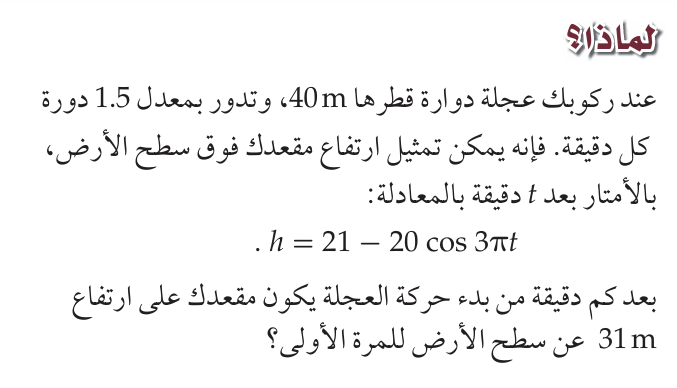 لماذا؟
عند ركوبك عجلة دوارة قطرها 40 m، وتدور بمعدل 1.5 دورة
كل دقيقة. فإنه يمكن تمثيل ارتفاع مقعدك فوق سطح الأرض،
بالأمتار بعد t دقيقة بالمعادلة:
h = 21 − 20 cos 3πt .
بعد كم دقيقة من بدء حركة العجلة يكون مقعدك على ارتفاع
31 m عن سطح الأرض للمرة الأولى؟